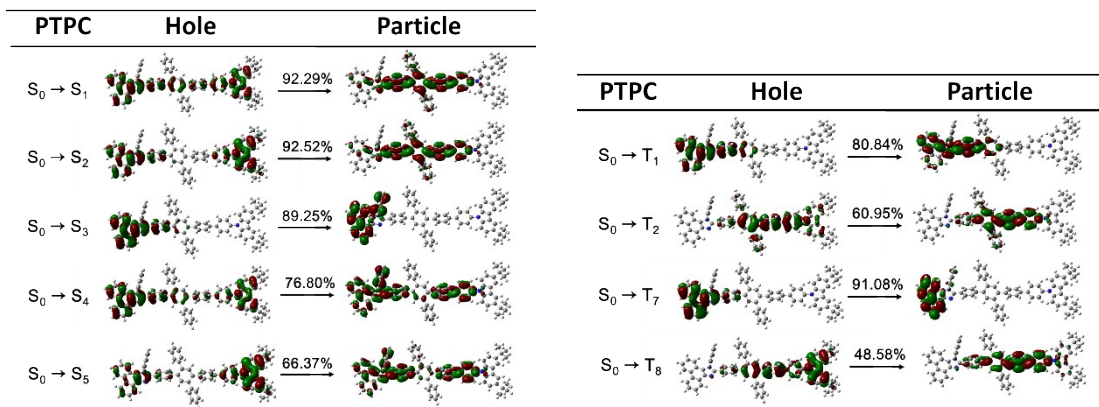 PTPC Hole Particle
S0 → S1 92.29%
S0 → S2 92.52%
S0 → S3 89.25%
S0 → S4 76.80%
S0 → S5 66.37%
PTPC Hole Particle
S0 → T1 80.84%
S0 → T2 60.95%
S0 → T7 91.08%
S0 → T8 48.58%